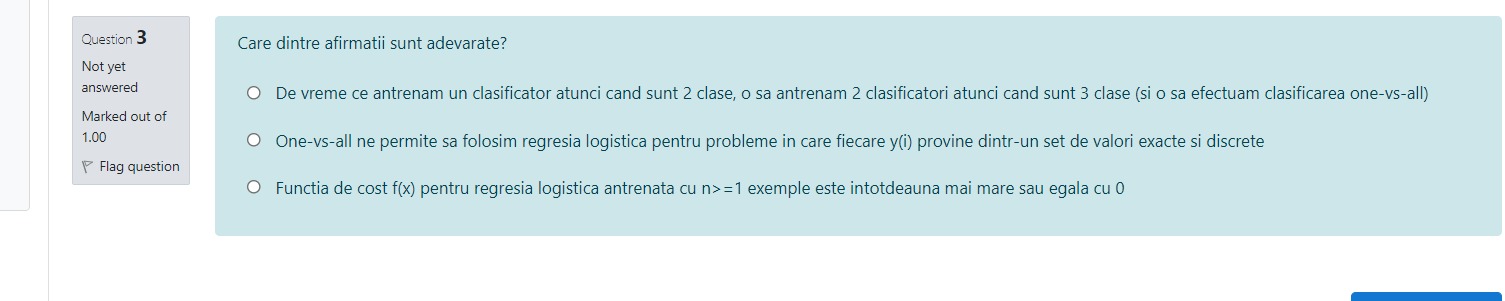 Question 3
Not yet
answered
Marked out of
1.00
Flag question
Care dintre afirmatii sunt adevarate?
De vreme ce antrenam un clasificator atunci cand sunt 2 clase, o sa antrenam 2 clasificatori atunci cand sunt 3 clase (si o sa efectuam clasificarea one-vs-all)
One-vs-all ne permite sa folosim regresia logistica pentru probleme in care fiecare y(i) provine dintr-un set de valori exacte si discrete
Functia de cost f(x) pentru regresia logistica antrenata cu n>=1 exemple este intotdeauna mai mare sau egala cu 0